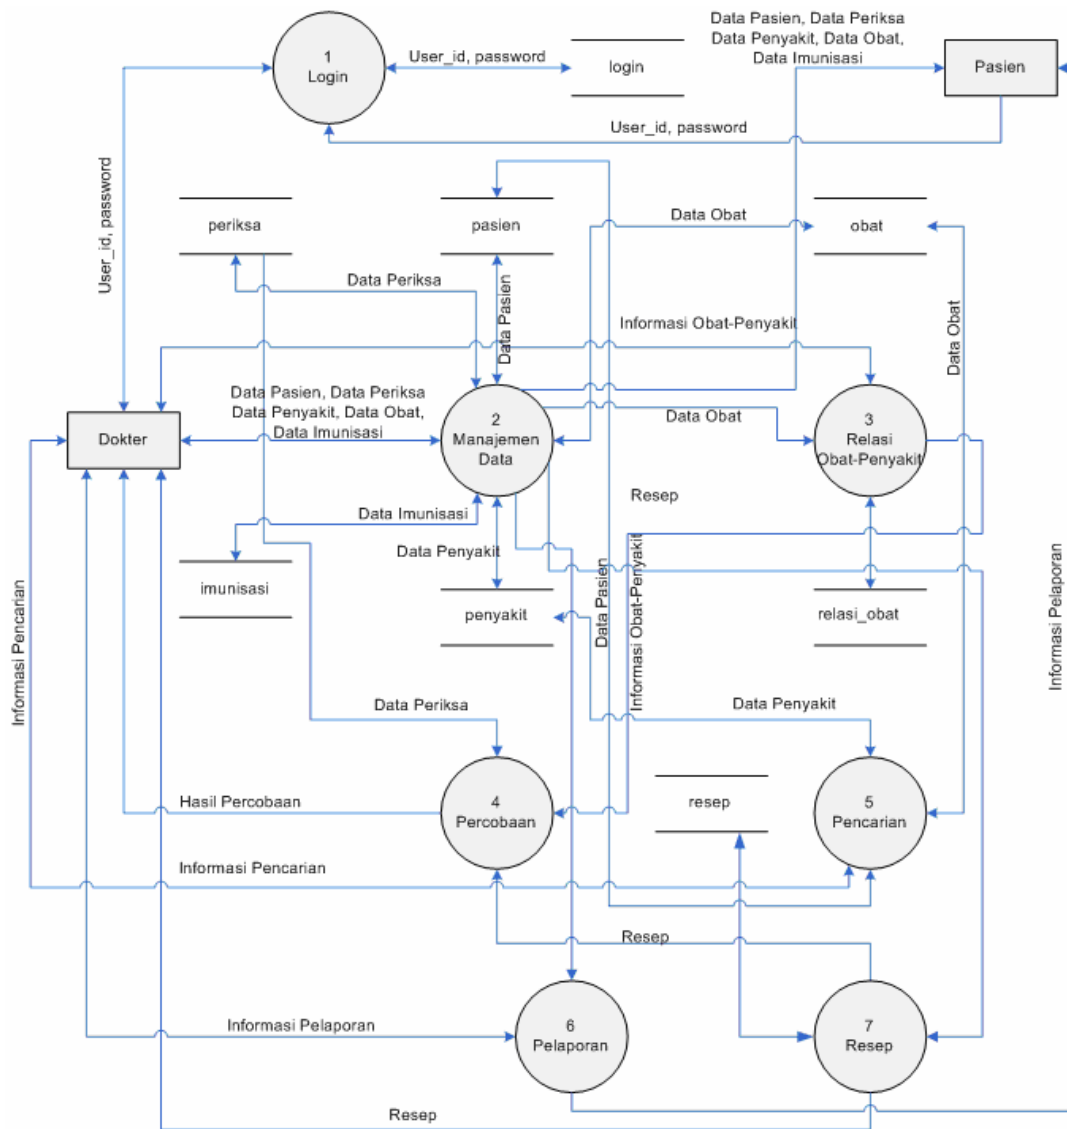 Data Pasien, Data Periksa
Data Penyakit, Data Obat,
Data Imunisasi
1
Login
User_id, password
login
Pasien
User_id, password
User_id, password
periksa
pasien
Data Obat
obat
Data Periksa
Data Pasien
Informasi Obat-Penyakit
Data Obat
Data Pasien, Data Periksa
Data Penyakit, Data Obat,
Data Imunisasi
Dokter
2
Manajemen
Data
Data Obat
3
Relasi
Obat-Penyakit
Resep
Data Imunisasi
Data Penyakit
imunisasi
penyakit
Data Pasien
Informasi Obat-Penyakit
relasi_obat
Informasi Pencarian
Informasi Pelaporan
Data Periksa
Data Penyakit
4
Percobaan
Hasil Percobaan
resep
5
Pencarian
Informasi Pencarian
Resep
Informasi Pelaporan
6
Pelaporan
7
Resep
Resep